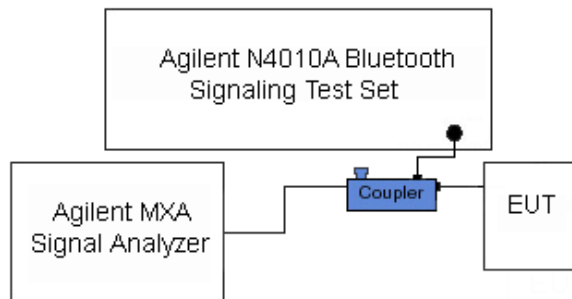 Agilent N4010A Bluetooth
Signaling Test Set
Coupler
Agilent MXA
Signal Analyzer
EUT